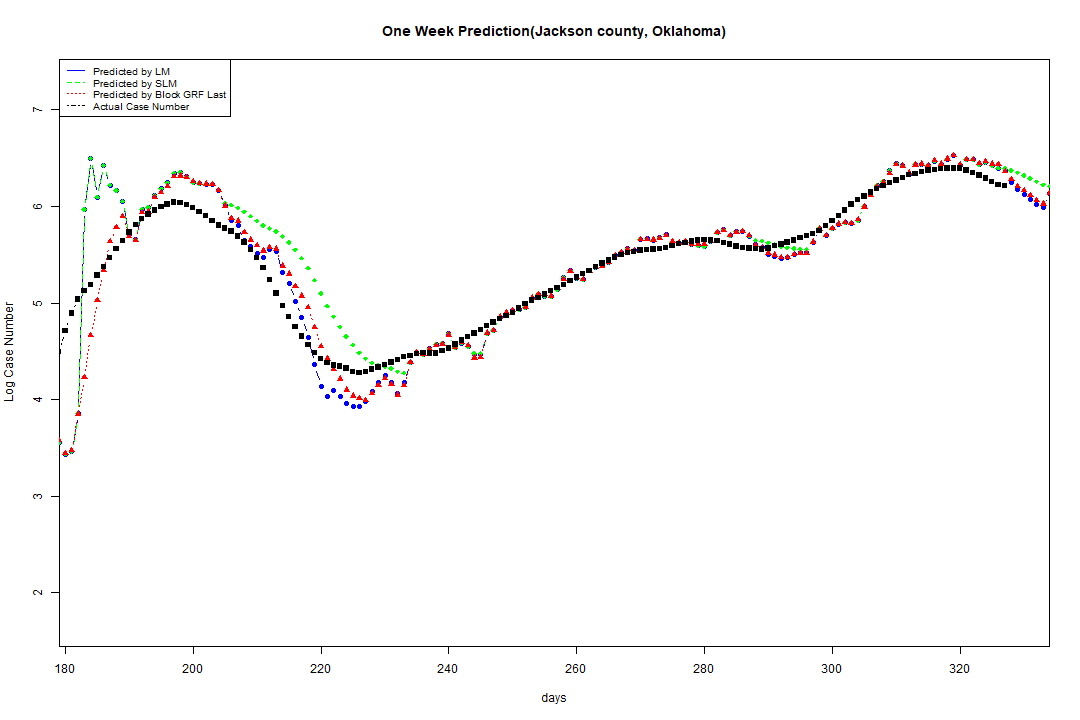 One Week Prediction(Jackson county, Oklahoma)
Predicted by LM
Predicted by SLM
Predicted by Block GRF Last
Actual Case Number
7
6
5
4
3
2
Log Case Number
180 200 220 240 260 280 300 320
days